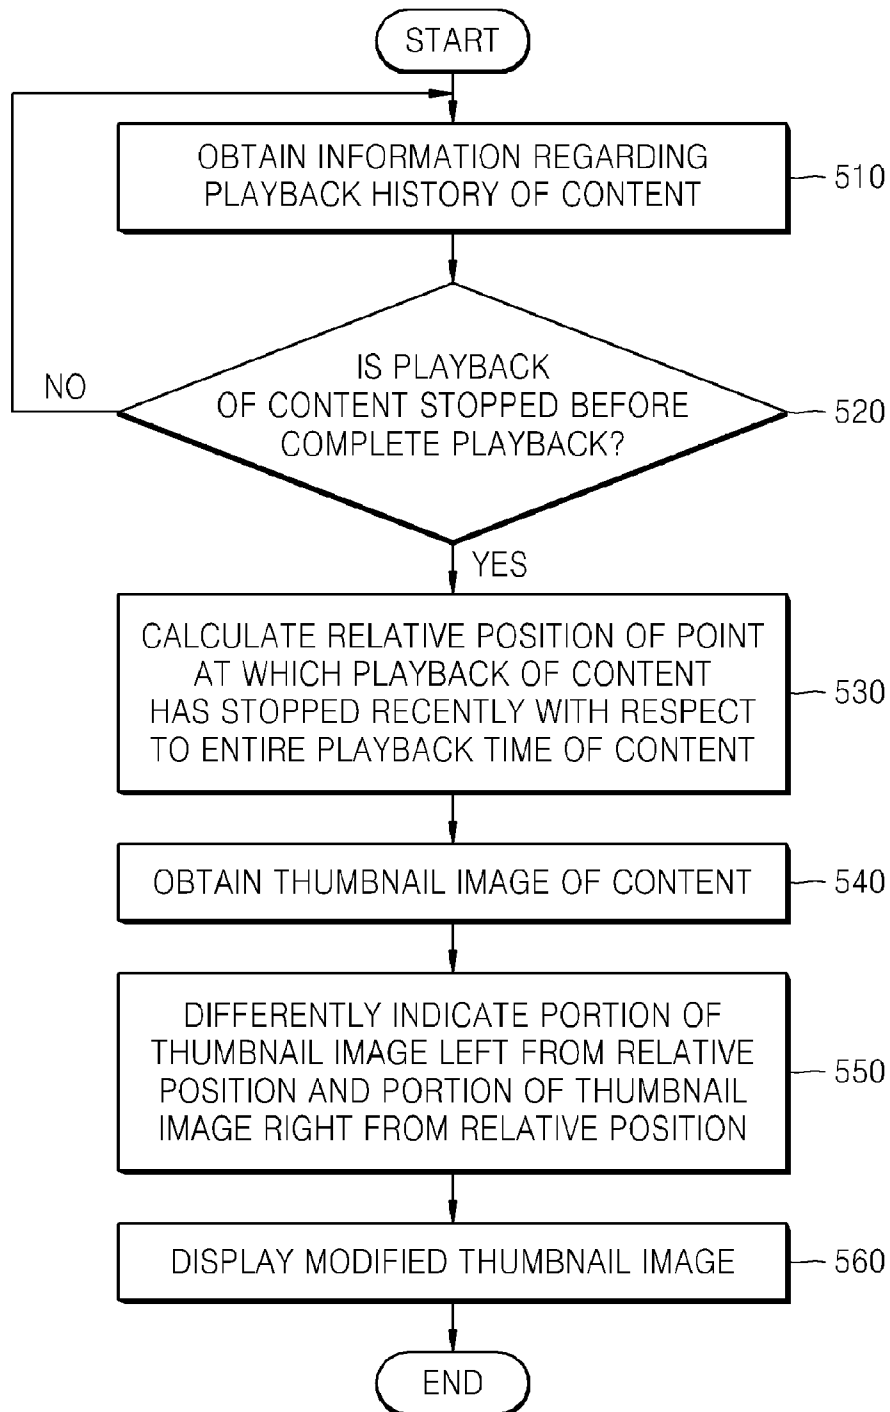 START
OBTAIN INFORMATION REGARDING
PLAYBACK HISTORY OF CONTENT
510
IS PLAYBACK
OF CONTENT STOPPED BEFORE
COMPLETE PLAYBACK?
NO
520
YES
CALCULATE RELATIVE POSITION OF POINT
AT WHICH PLAYBACK OF CONTENT
HAS STOPPED RECENTLY WITH RESPECT
TO ENTIRE PLAYBACK TIME OF CONTENT
530
OBTAIN THUMBNAIL IMAGE OF CONTENT
540
DIFFERENTLY INDICATE PORTION OF
THUMBNAIL IMAGE LEFT FROM RELATIVE
POSITION AND PORTION OF THUMBNAIL
IMAGE RIGHT FROM RELATIVE POSITION
550
DISPLAY MODIFIED THUMBNAIL IMAGE
560
END